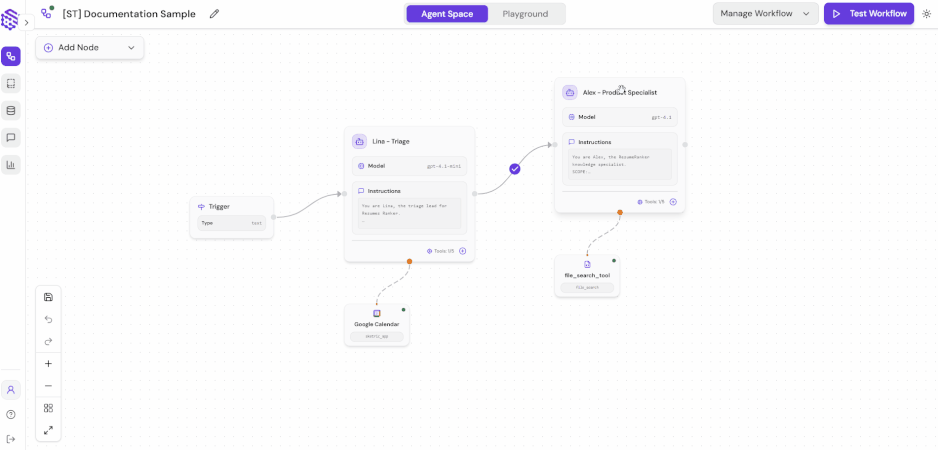 [ST] Documentation Sample
Agent Space
Playground
Manage Workflow
Test Workflow
Add Node
Alex - Product Specialist
Model
gpt-4.1
Instructions
You are Alex, the ResumeRanker
knowledge specialist.
SCOPE:…
Tools 1/5
Lina - Triage
Model
gpt-4.1-mini
Instructions
You are Lina, the triage lead for
Resumes Ranker.
Tools 1/5
Trigger
Type
text
file_search_tool
file_search
Google Calendar